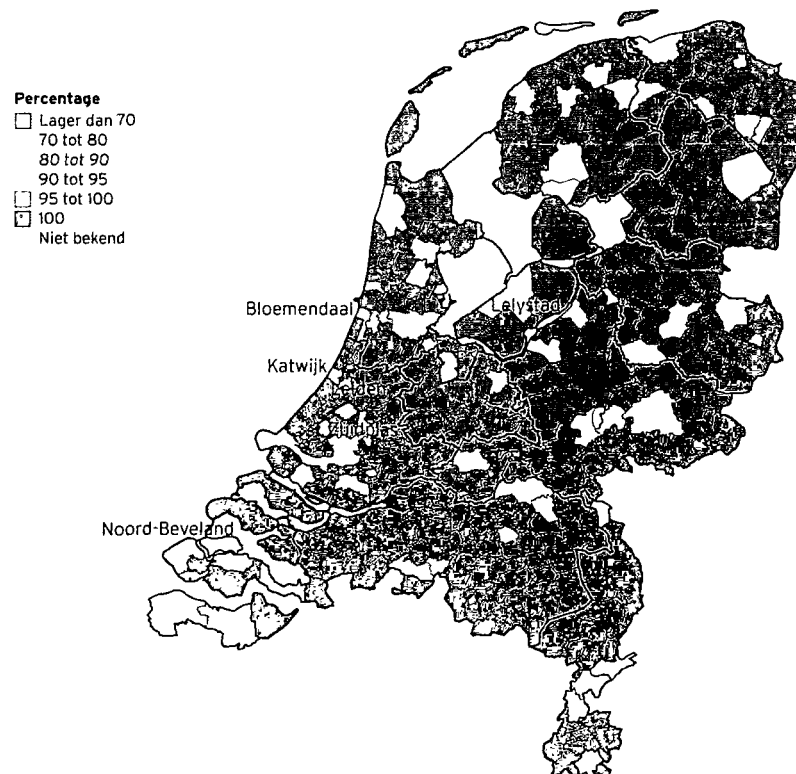 Percentage
Lager dan 70
70 tot 80
80 tot 90
90 tot 95
95 tot 100
100
Niet bekend
Bloemendaal
Lelystad
Katwijk
Leiden
Zuidplas
Noord-Beveland